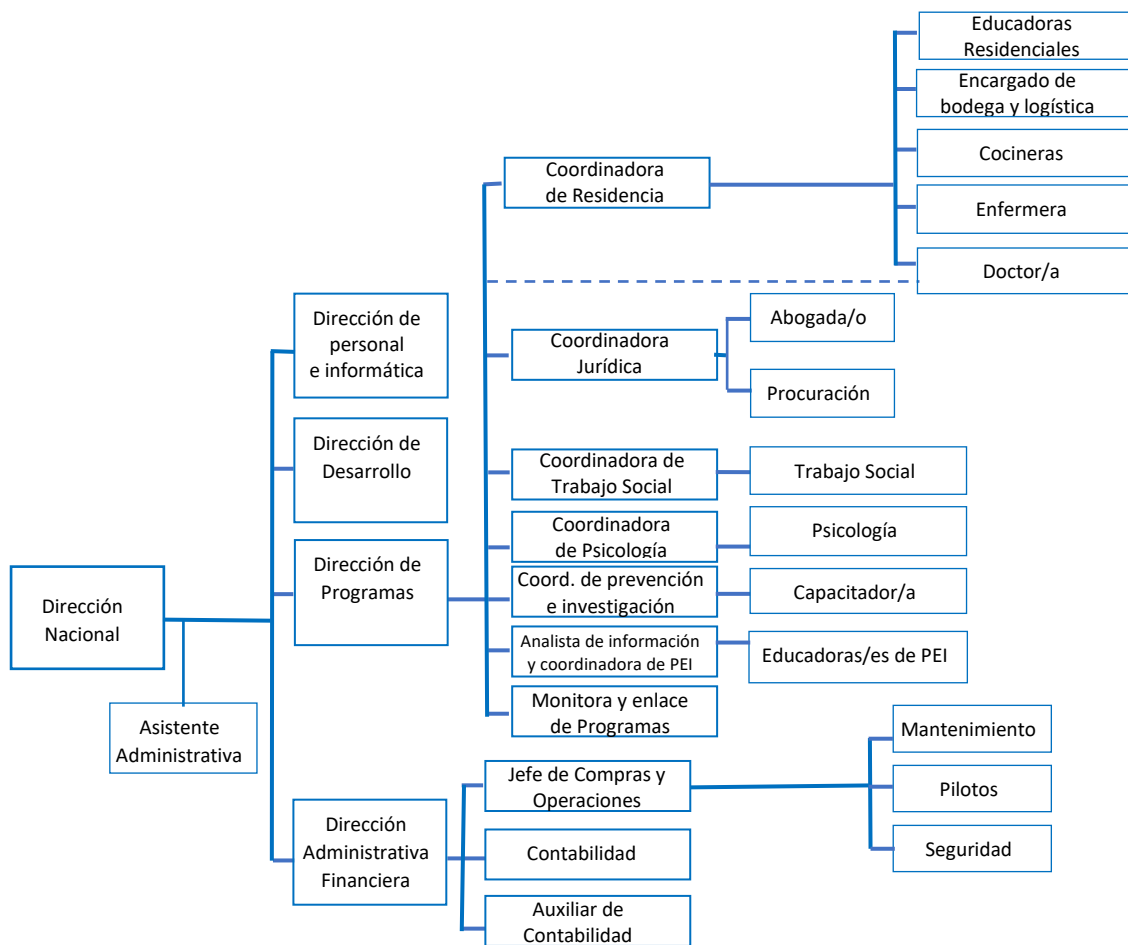 Educadoras
Residenciales
Encargado de
bodega y logística
Cocineras
Enfermera
Doctor/a
Coordinadora
de Residencia
Dirección de
personal
e informática
Coordinadora
Jurídica
Abogada/o
Procuración
Dirección de
Desarrollo
Coordinadora de
Trabajo Social
Trabajo Social
Coordinadora
de Psicología
Psicología
Dirección Nacional
Dirección de
Programas
Coord. de prevención
e investigación
Capacitador/a
Analista de información
y coordinadora de PEI
Educadoras/es de PEI
Monitora y enlace
de Programas
Asistente
Administrativa
Dirección
Administrativa
Financiera
Jefe de Compras y
Operaciones
Mantenimiento
Pilotos
Seguridad
Contabilidad
Auxiliar de
Contabilidad